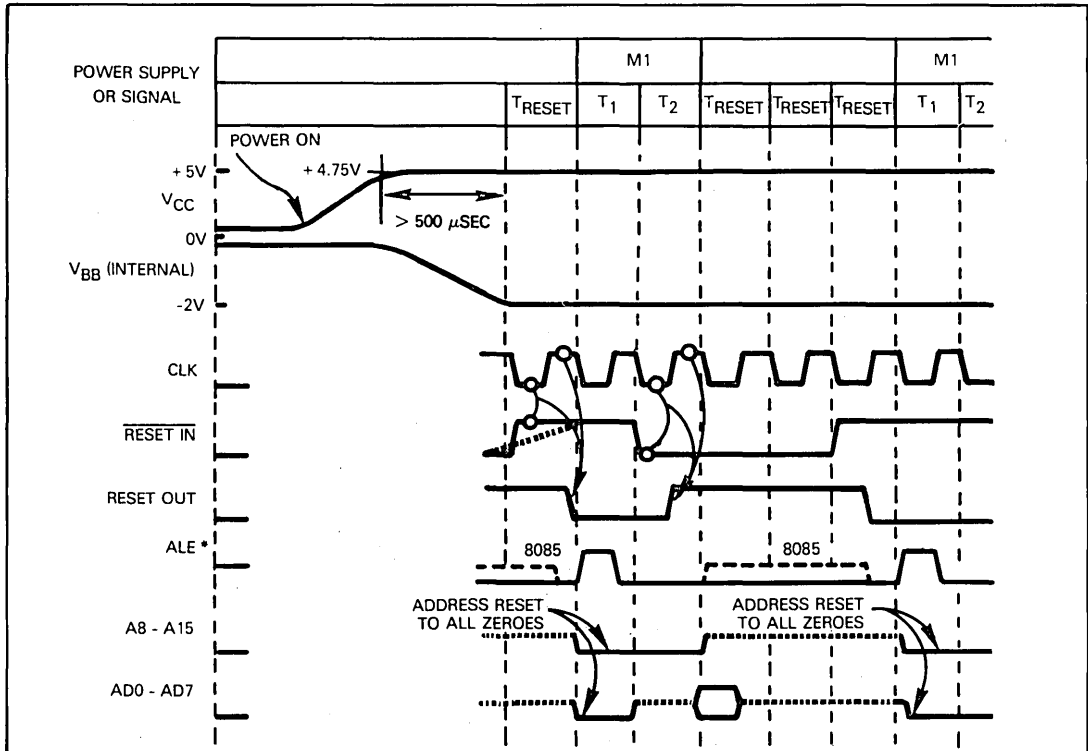 POWER SUPPLY
OR SIGNAL
M1
M1
TRESET
T1
T2
TRESET
TRESET
TRESET
T1
T2
POWER ON
+5V
+ 4.75V
VCC
> 500 μSEC
0V
VBB (INTERNAL)
-2V
CLK
RESET IN
RESET OUT
ALE *
8085
8085
ADDRESS RESET
TO ALL ZEROES
ADDRESS RESET
TO ALL ZEROES
A8 - A15
AD0 - AD7